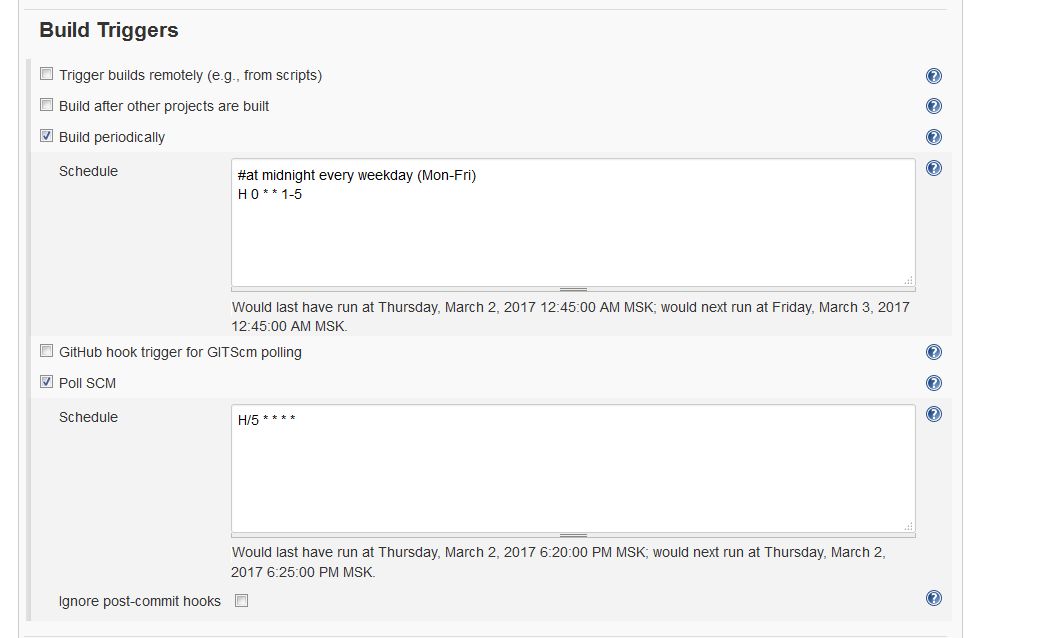 Build Triggers
Trigger builds remotely (e.g., from scripts)
Build after other projects are built
Build periodically
Schedule
#at midnight every weekday (Mon-Fri)
H 0 * * 1-5
Would last have run at Thursday, March 2, 2017 12:45:00 AM MSK; would next run at Friday, March 3, 2017
12:45:00 AM MSK.
GitHub hook trigger for GITScm polling
Poll SCM
Schedule
H/5 * * * *
Would last have run at Thursday, March 2, 2017 6:20:00 PM MSK; would next run at Thursday, March 2,
2017 6:25:00 PM MSK.
Ignore post-commit hooks